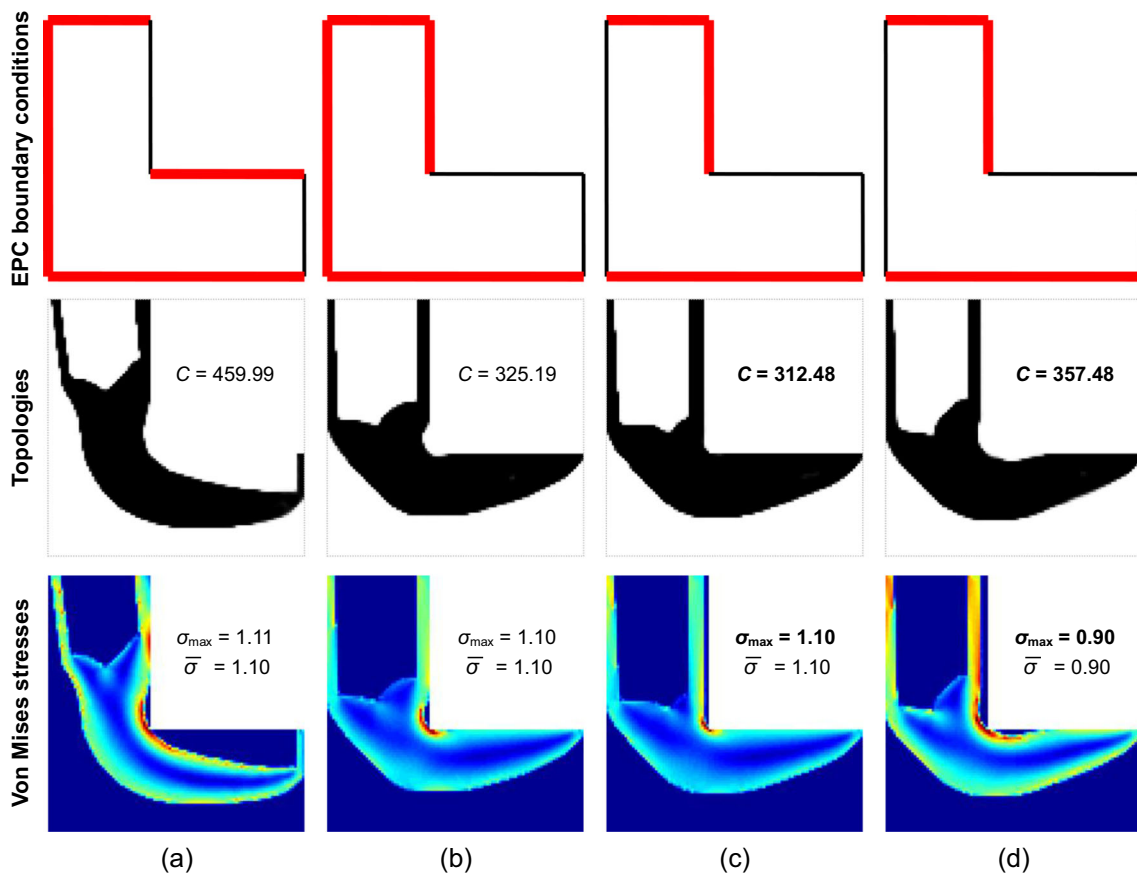 EPC boundary conditions
Topologies
C = 459.99
C = 325.19
C = 312.48
C = 357.48
Von Mises stresses
σmax = 1.11
σ̅ = 1.10
σmax = 1.10
σ̅ = 1.10
σmax = 1.10
σ̅ = 1.10
σmax = 0.90
σ̅ = 0.90
(a)
(b)
(c)
(d)